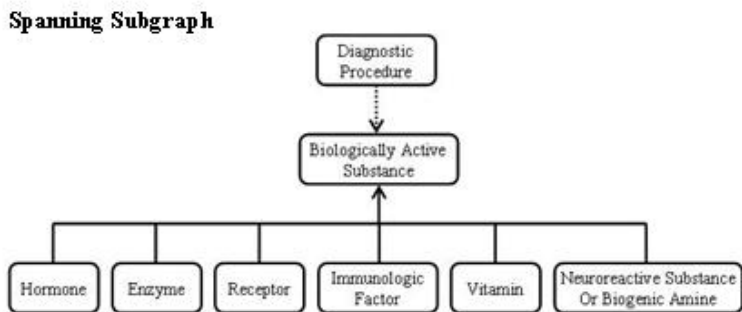 Spanning Subgraph
Diagnostic
Procedure
Biologically Active
Substance
Hormone
Enzyme
Receptor
Immunologic
Factor
Vitamin
Neuroreactive Substance
Or Biogenic Amine